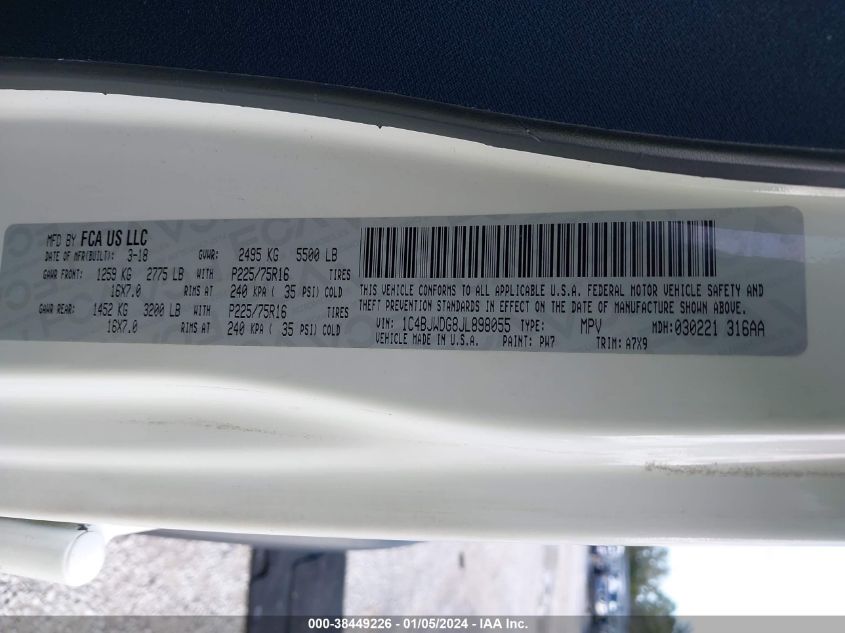 MFD BY FCA US LLC
DATE OF MFR(BUILT): 3-18 GVWR: 2495 KG 5500 LB
GAWR FRONT: 1259 KG 2775 LB WITH P225/75R16 TIRES
16X7.0 RIMS AT 240 KPA ( 35 PSI) COLD
GAWR REAR: 1452 KG 3200 LB WITH P225/75R16 TIRES
16X7.0 RIMS AT 240 KPA ( 35 PSI) COLD
THIS VEHICLE CONFORMS TO ALL APPLICABLE U.S.A. FEDERAL MOTOR VEHICLE SAFETY AND
THEFT PREVENTION STANDARDS IN EFFECT ON THE DATE OF MANUFACTURE SHOWN ABOVE.
VIN: 1C4BJWDG8JL898055 TYPE: MPV MDH: 030221 316AA
VEHICLE MADE IN U.S.A. PAINT: PW7 TRIM: A7X9
000-38449226 - 01/05/2024 - IAA Inc.